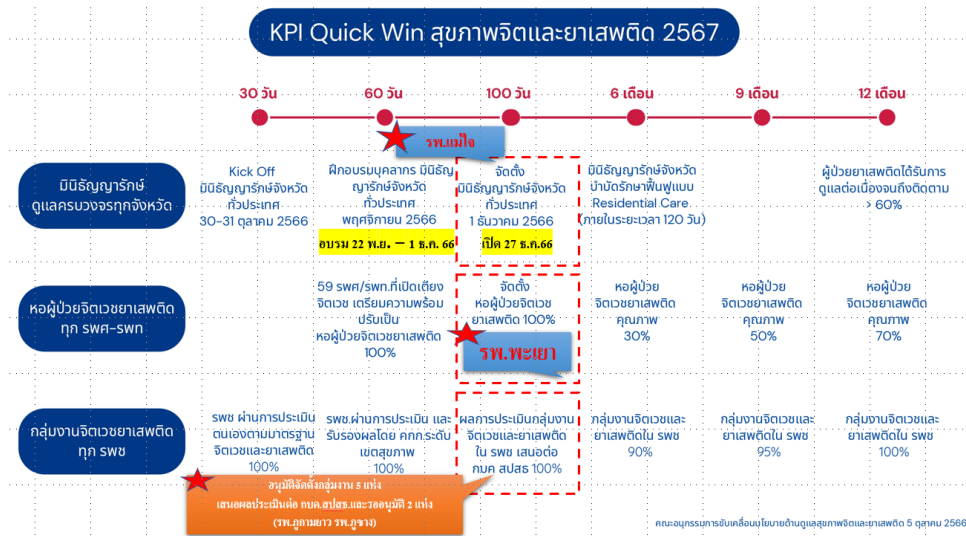 KPI Quick Win สุขภาพจิตและยาเสพติด 2567
30 วัน
60 วัน
100 วัน
6 เดือน
9 เดือน
12 เดือน
รพ.แม่ใจ
มินิธัญญารักษ์
ดูแลครบวงจรทุกจังหวัด
Kick Off
มินิธัญญารักษ์จังหวัด
ทั่วประเทศ
30-31 ตุลาคม 2566
ฝึกอบรมบุคลากร มินิธัญ
ญารักษ์จังหวัด
ทั่วประเทศ
พฤศจิกายน 2566
อบรม 22 พ.ย. – 1 ธ.ค. 66
จัดตั้ง
มินิธัญญารักษ์จังหวัด
ทั่วประเทศ
1 ธันวาคม 2566
เปิด 27 ธ.ค.66
มินิธัญญารักษ์จังหวัด
บำบัดรักษาฟื้นฟูแบบ
Residential Care
(ภายในระยะเวลา 120 วัน)
ผู้ป่วยยาเสพติดได้รับการ
ดูแลต่อเนื่องจนถึงติดตาม
> 60%
หอผู้ป่วยจิตเวชยาเสพติด
ทุก รพศ-รพท
59 รพศ/รพท.ที่เปิดเตียง
จิตเวช เตรียมความพร้อม
ปรับเป็น
หอผู้ป่วยจิตเวชยาเสพติด
100%
จัดตั้ง
หอผู้ป่วยจิตเวช
ยาเสพติด 100%
รพ.พะเยา
หอผู้ป่วย
จิตเวชยาเสพติด
คุณภาพ
30%
หอผู้ป่วย
จิตเวชยาเสพติด
คุณภาพ
50%
หอผู้ป่วย
จิตเวชยาเสพติด
คุณภาพ
70%
กลุ่มงานจิตเวชยาเสพติด
ทุก รพช
รพช ผ่านการประเมิน
ตนเองตามมาตรฐาน
จิตเวชและยาเสพติด
100%
รพช.ผ่านการประเมิน และ
รับรองผลโดย คกก.ระดับ
เขตสุขภาพ
100%
ผลการประเมินกลุ่มงาน
จิตเวชและยาเสพติด
ใน รพช เสนอต่อ
กบค สปสธ 100%
กลุ่มงานจิตเวชและ
ยาเสพติดใน รพช
90%
กลุ่มงานจิตเวชและ
ยาเสพติดใน รพช
95%
กลุ่มงานจิตเวชและ
ยาเสพติดใน รพช
100%
อนุมัติจัดตั้งกลุ่มงาน 5 แห่ง
เสนอผลประเมินต่อ กบค.สปสธ.และรออนุมัติ 2 แห่ง
(รพ.ภูกามยาว รพ.ภูซาง)
คณะอนุกรรมการขับเคลื่อนนโยบายด้านดูแลสุขภาพจิตและยาเสพติด 5 ตุลาคม 2566